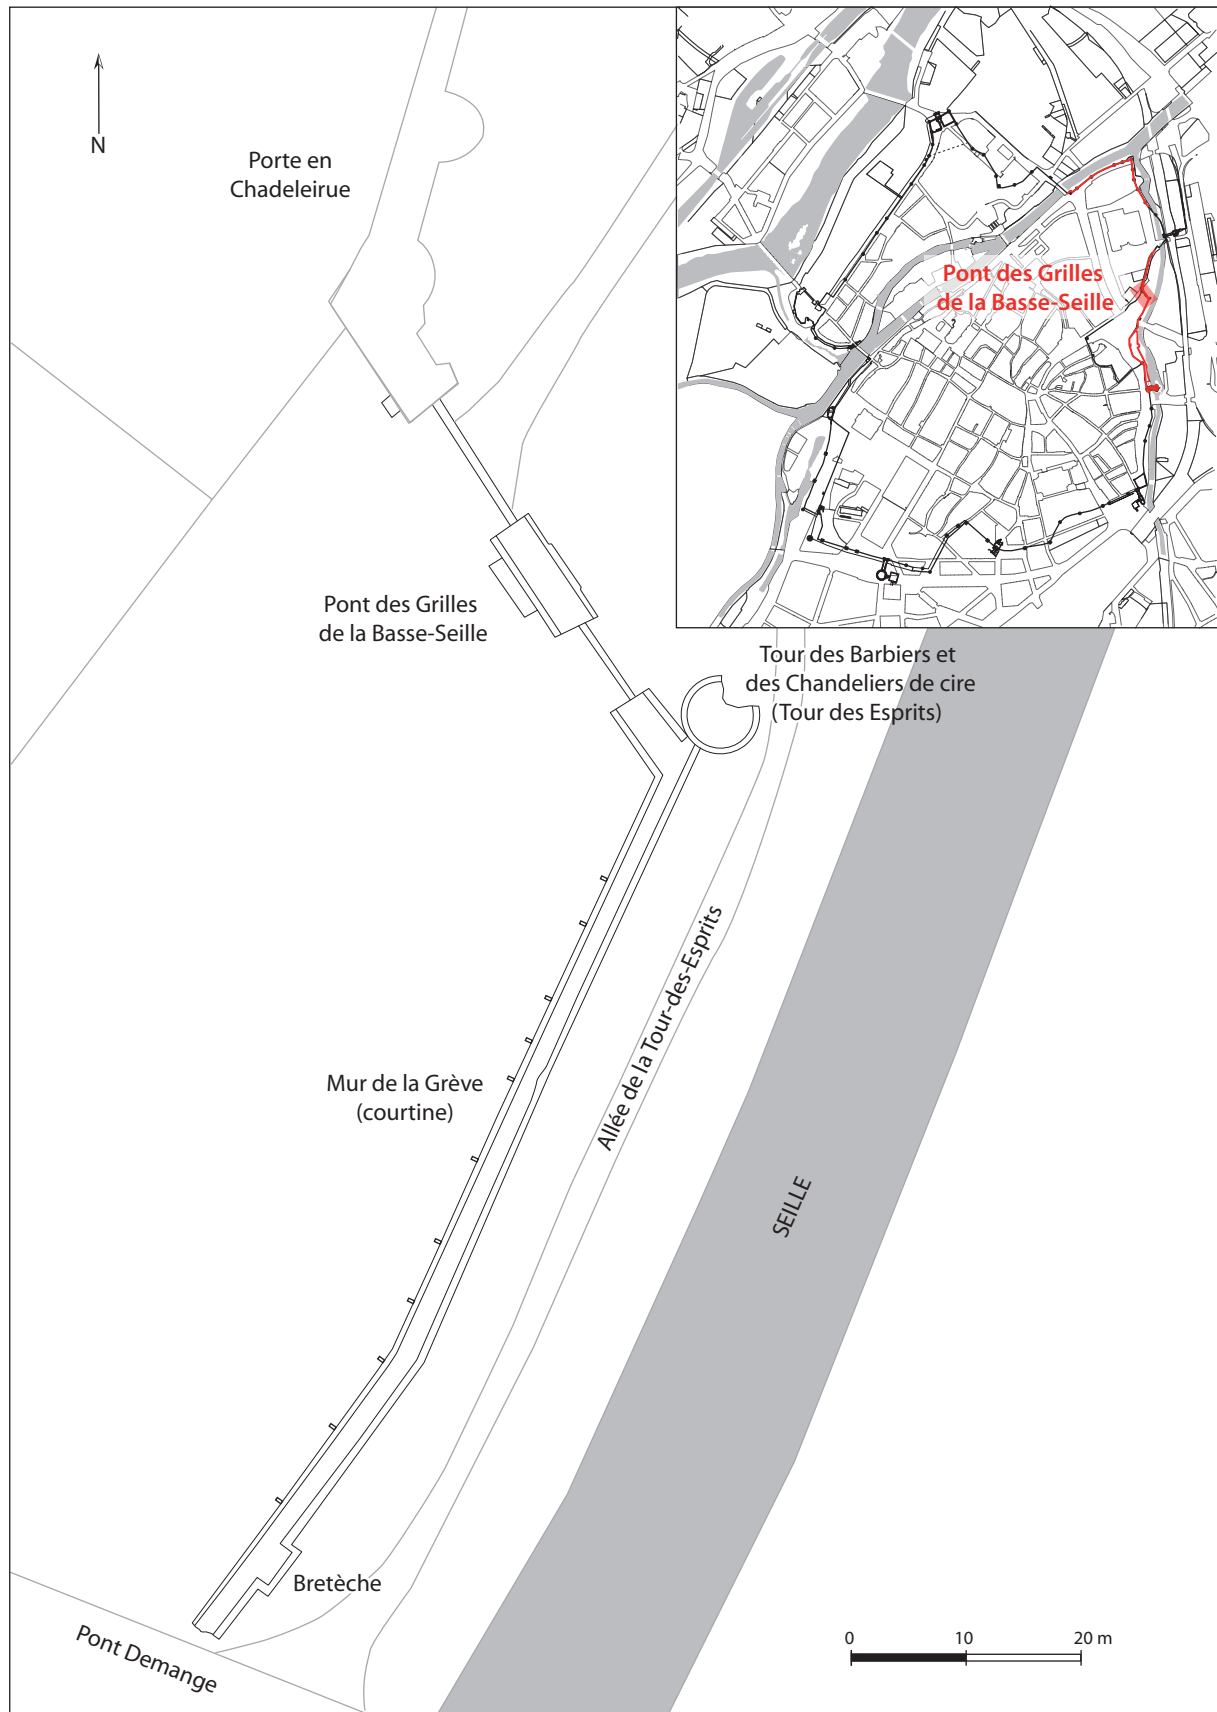 N
Porte en
Chadeleirue
Pont des Grilles
de la Basse-Seille
Pont des Grilles
de la Basse-Seille
Tour des Barbiers et
des Chandeliers de cire
(Tour des Esprits)
Allée de la Tour-des-Esprits
Mur de la Grève
(courtine)
SEILLE
Bretèche
Pont Demange
0 10 20 m